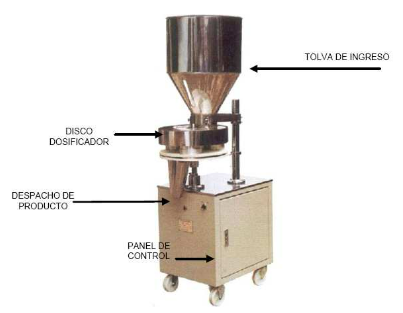 TOLVA DE INGRESO
DISCO
DOSIFICADOR
DESPACHO DE
PRODUCTO
PANEL DE
CONTROL